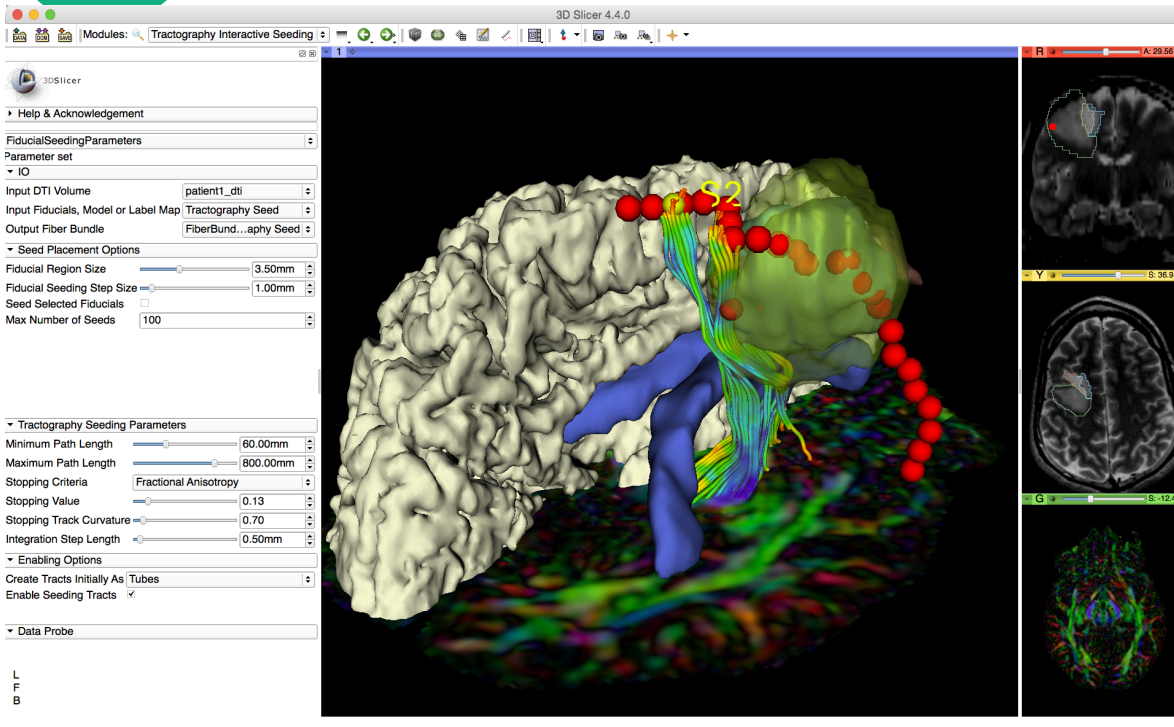 3D Slicer 4.4.0
DATA DCM SAVE Modules: Tractography Interactive Seeding
3DSlicer
Help & Acknowledgement
FiducialSeedingParameters
Parameter set
IO
Input DTI Volume patient1_dti
Input Fiducials, Model or Label Map Tractography Seed
Output Fiber Bundle FiberBund...aphy Seed
Seed Placement Options
Fiducial Region Size 3.50mm
Fiducial Seeding Step Size 1.00mm
Seed Selected Fiducials
Max Number of Seeds 100
Tractography Seeding Parameters
Minimum Path Length 60.00mm
Maximum Path Length 800.00mm
Stopping Criteria Fractional Anisotropy
Stopping Value 0.13
Stopping Track Curvature 0.70
Integration Step Length 0.50mm
Enabling Options
Create Tracts Initially As Tubes
Enable Seeding Tracts
Data Probe
L
F
B
1
S2
R A: 29.56
Y S: 36.9
G S: -12.4